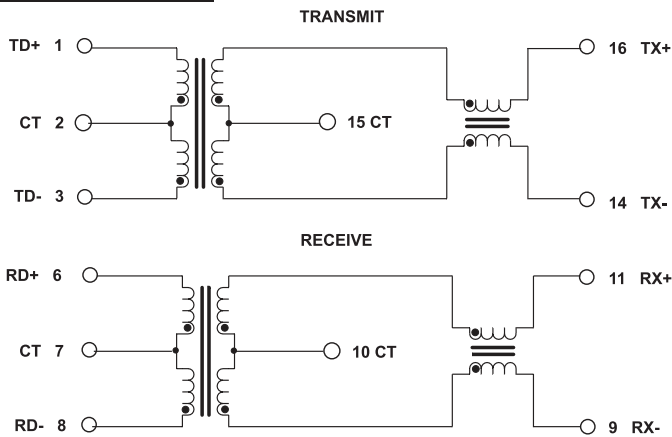 TRANSMIT
TD+ 1
16 TX+
CT 2
15 CT
TD- 3
14 TX-
RECEIVE
RD+ 6
11 RX+
CT 7
10 CT
RD- 8
9 RX-